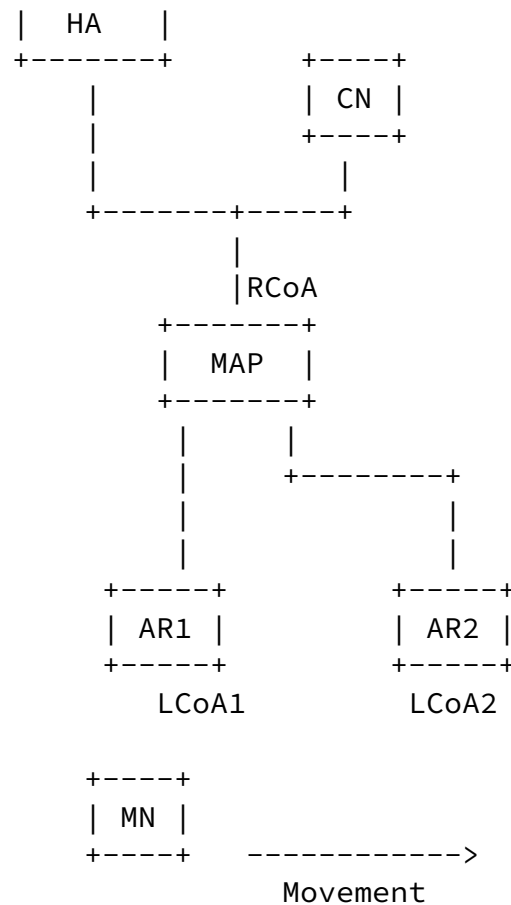 HA
CN
RCoA
MAP
AR1 AR2
LCoA1 LCoA2
MN
Movement